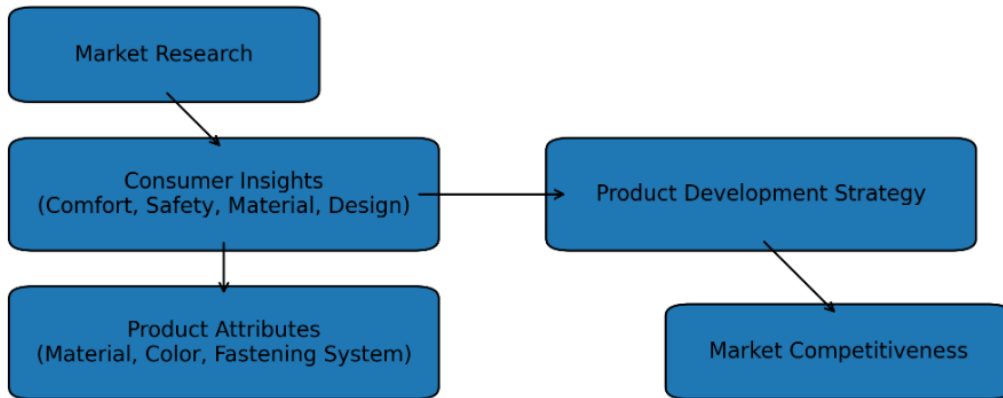 Market Research
Consumer Insights
(Comfort, Safety, Material, Design)
Product Development Strategy
Product Attributes
(Material, Color, Fastening System)
Market Competitiveness